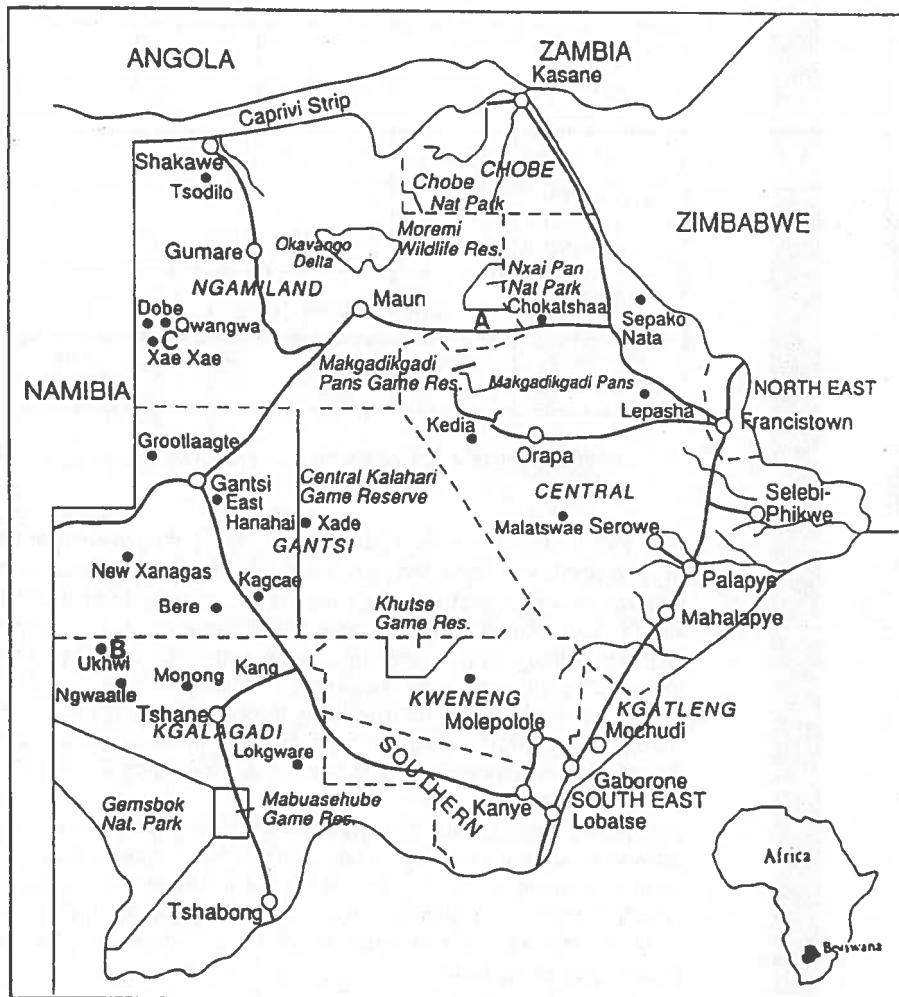 ANGOLA
ZAMBIA
Kasane
Caprivi Strip
Shakawe
Tsodilo
CHOBE
Chobe
Nat Park
ZIMBABWE
Gumare
Okavango
Delta
Moremi
Wildlife Res.
NGAMILAND
Nxai Pan
Nat Park
Chokatshaa
Maun
A
Sepako
Nata
Dobe
Qwangwa
C
Xae Xae
NAMIBIA
Makgadikgadi
Pans Game Res.
Makgadikgadi Pans
Lepasha
NORTH EAST
Francistown
Kedia
Orapa
Grootlaagte
Gantsi
East
Hanahai
Central Kalahari
Game Reserve
Xade
GANTSI
CENTRAL
Malatswae
Serowe
Selebi-
Phikwe
New Xanagas
Kagcae
Bere
Palapye
Mahalapye
Khutse
Game Res.
B
Ukhwi
Ngwaatle
Monong
Kang
Tshane
KGALAGADI
Lokgware
KWENENG
Molepolole
KGATLENG
Mochudi
SOUTHERN
Gaborone
Kanye
SOUTH EAST
Lobatse
Gemsbok
Nat. Park
Mabuasehube
Game Res.
Tshabong
Africa
Botswana